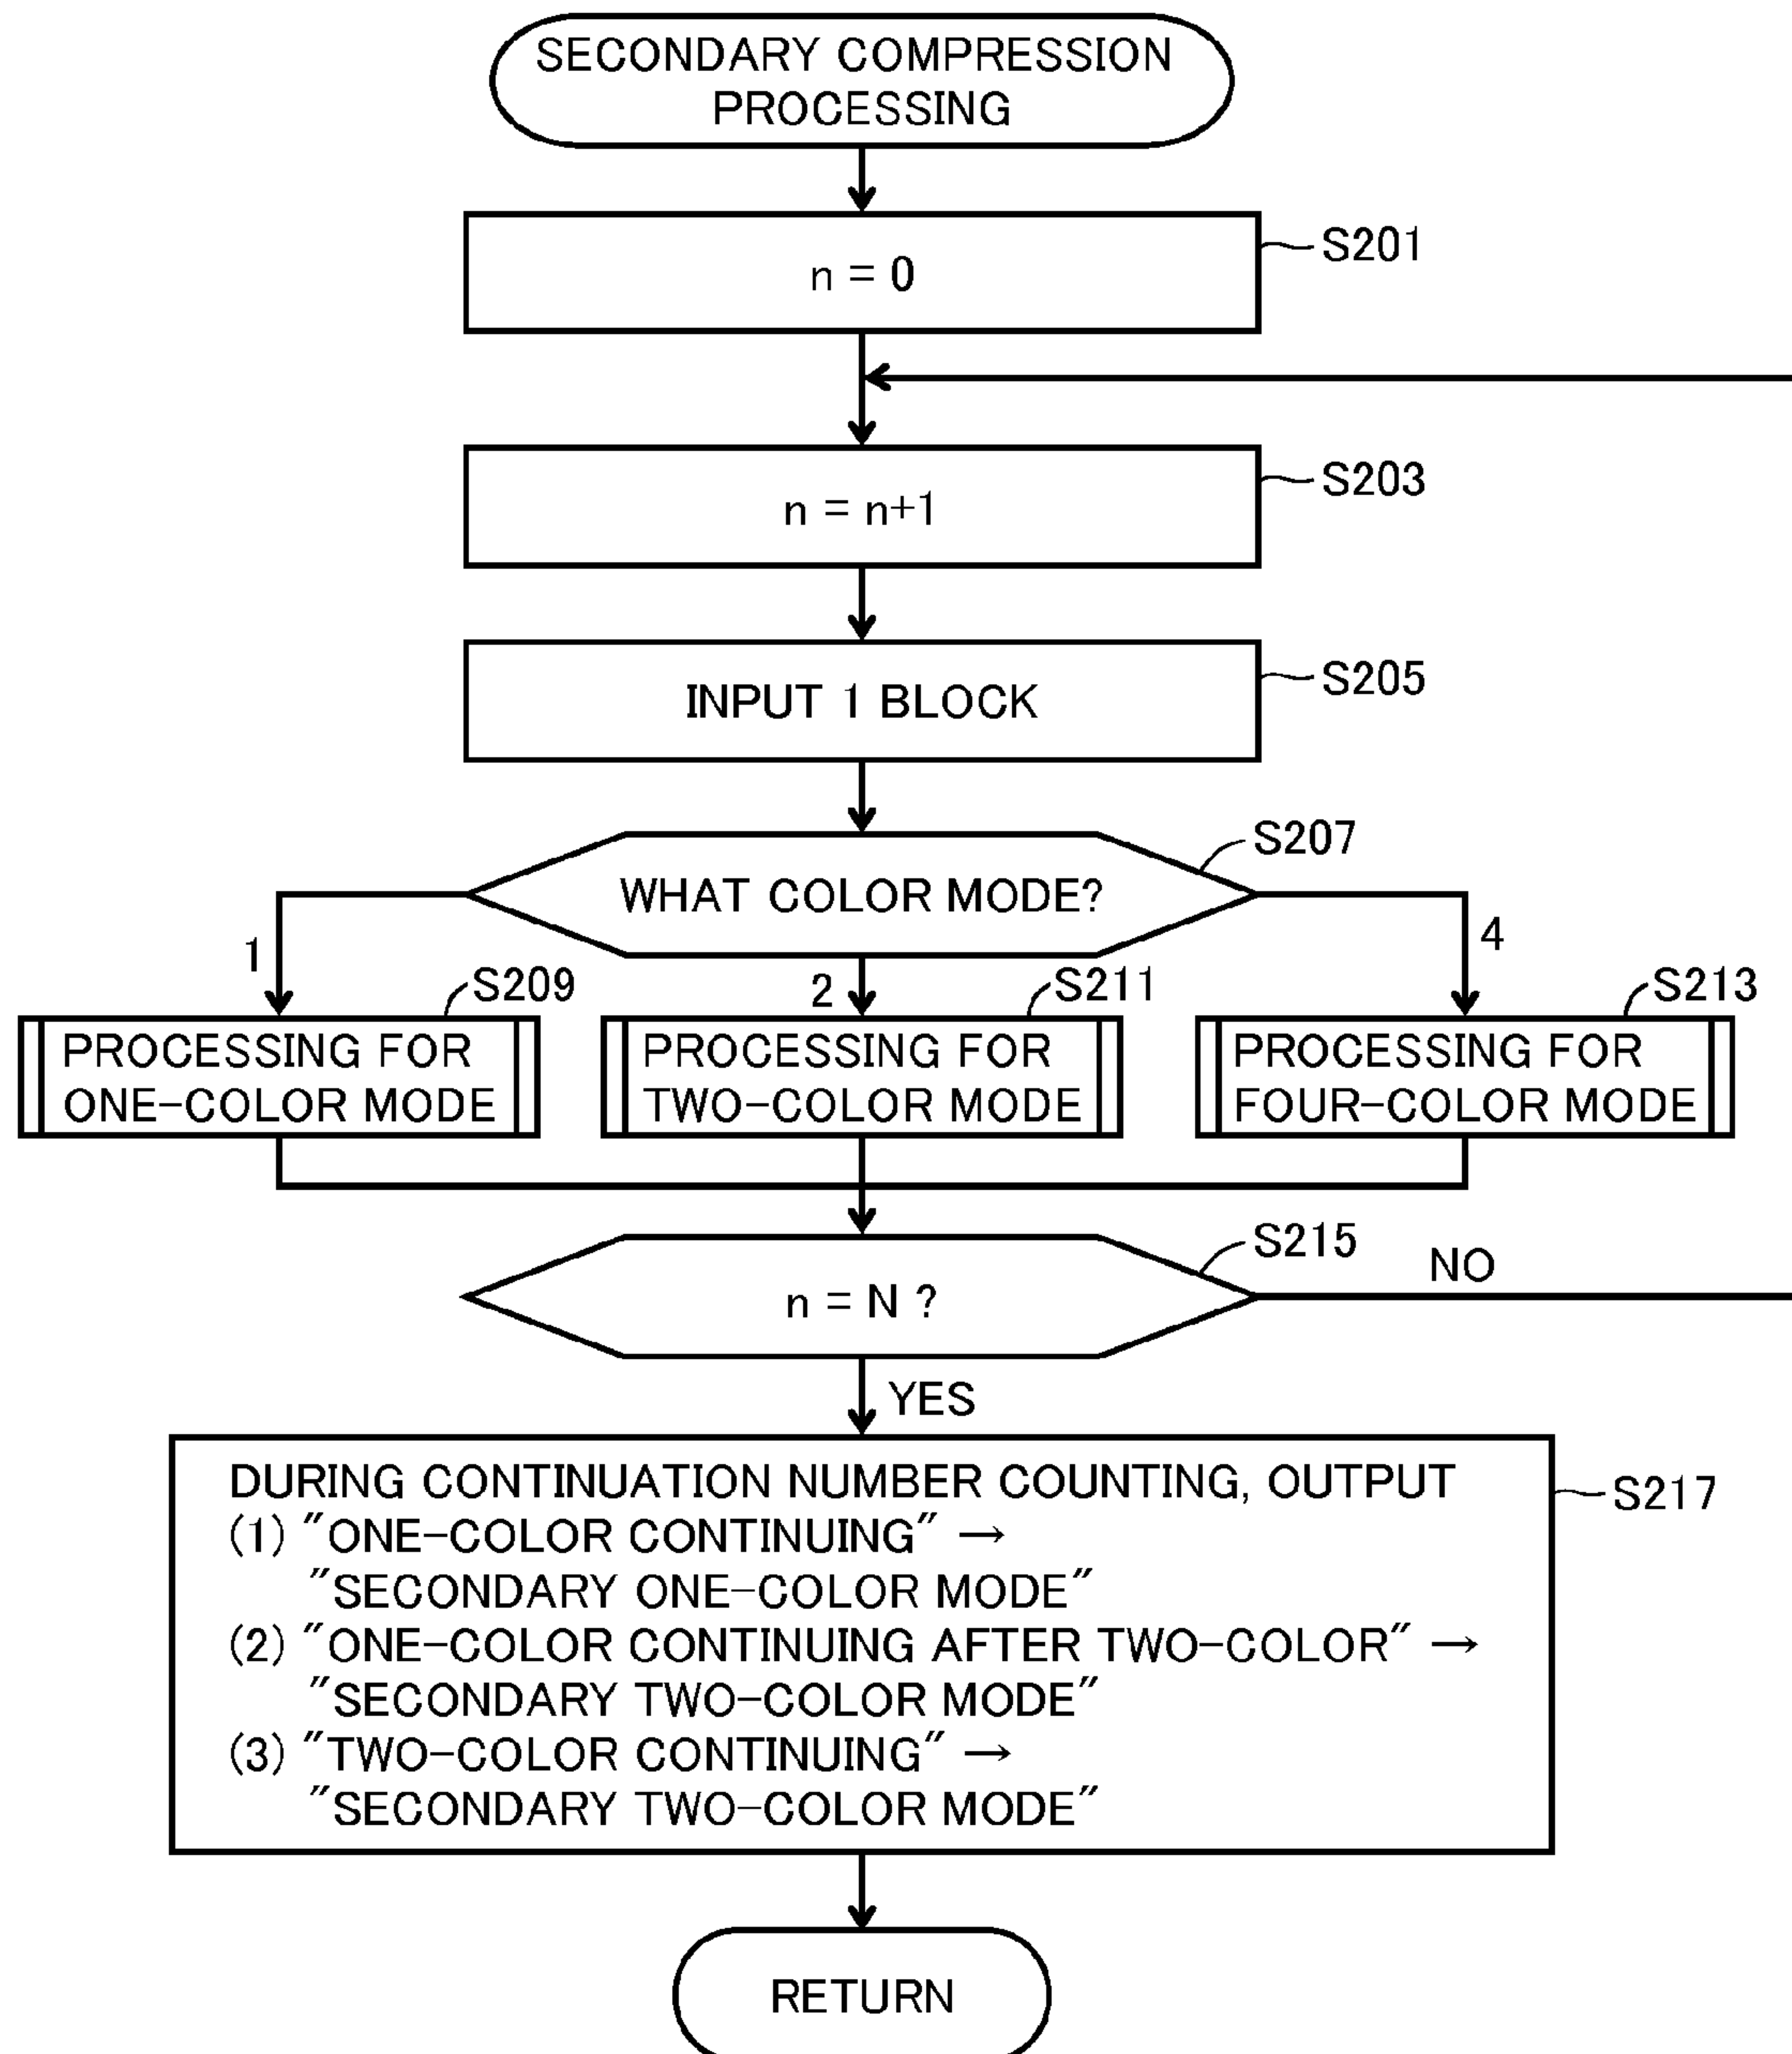 SECONDARY COMPRESSION
PROCESSING
n = 0
S201
n = n+1
S203
INPUT 1 BLOCK
S205
WHAT COLOR MODE?
S207
1
2
4
S209
PROCESSING FOR
ONE-COLOR MODE
S211
PROCESSING FOR
TWO-COLOR MODE
S213
PROCESSING FOR
FOUR-COLOR MODE
n = N ?
S215
NO
YES
DURING CONTINUATION NUMBER COUNTING, OUTPUT
(1) "ONE-COLOR CONTINUING" →
"SECONDARY ONE-COLOR MODE"
(2) "ONE-COLOR CONTINUING AFTER TWO-COLOR" →
"SECONDARY TWO-COLOR MODE"
(3) "TWO-COLOR CONTINUING" →
"SECONDARY TWO-COLOR MODE"
S217
RETURN